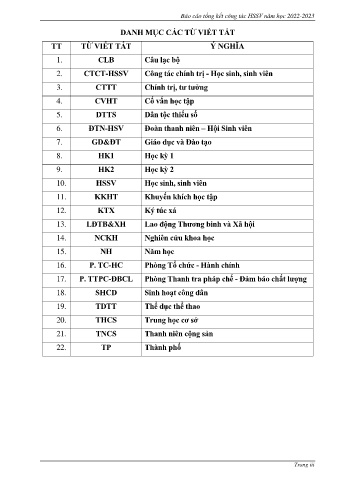 Báo cáo tổng kết công tác HSSV năm học 2022-2023
DANH MỤC CÁC TỪ VIẾT TẮT
TT TỪ VIẾT TẮT Ý NGHĨA
1. CLB Câu lạc bộ
2. CTCT-HSSV Công tác chính trị - Học sinh, sinh viên
3. CTTT Chính trị, tư tưởng
4. CVHT Cố vấn học tập
5. DTTS Dân tộc thiểu số
6. ĐTN-HSV Đoàn thanh niên – Hội Sinh viên
7. GD&ĐT Giáo dục và Đào tạo
8. HK1 Học kỳ 1
9. HK2 Học kỳ 2
10. HSSV Học sinh, sinh viên
11. KKHT Khuyến khích học tập
12. KTX Ký túc xá
13. LĐTB&XH Lao động Thương binh và Xã hội
14. NCKH Nghiên cứu khoa học
15. NH Năm học
16. P. TC-HC Phòng Tổ chức - Hành chính
17. P. TTPC-ĐBCL Phòng Thanh tra pháp chế - Đảm bảo chất lượng
18. SHCD Sinh hoạt công dân
19. TDTT Thể dục thể thao
20. THCS Trung học cơ sở
21. TNCS Thanh niên cộng sản
22. TP Thành phố